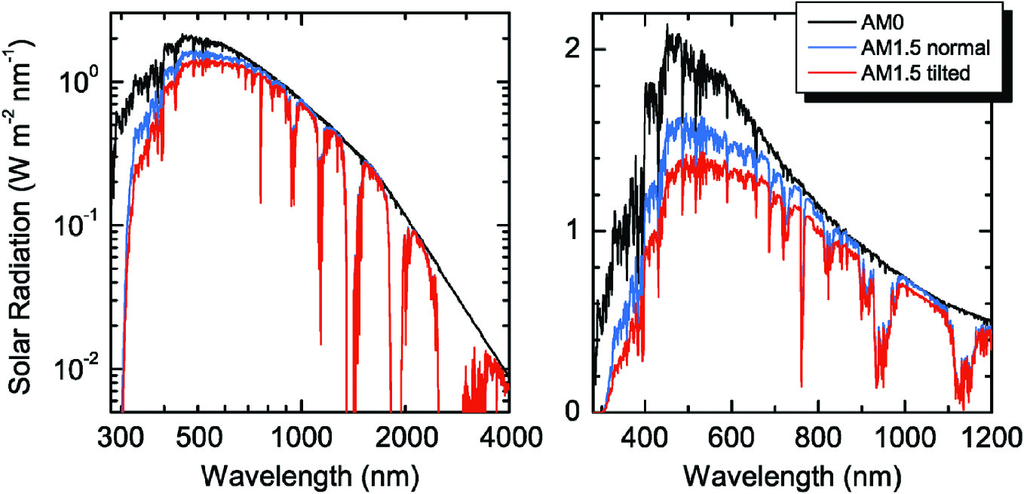 AM0
AM1.5 normal
AM1.5 tilted
Solar Radiation (W m⁻² nm⁻¹)
10⁰
10⁻¹
10⁻²
300 500 1000 2000 4000
Wavelength (nm)
2
1
0
400 600 800 1000 1200
Wavelength (nm)